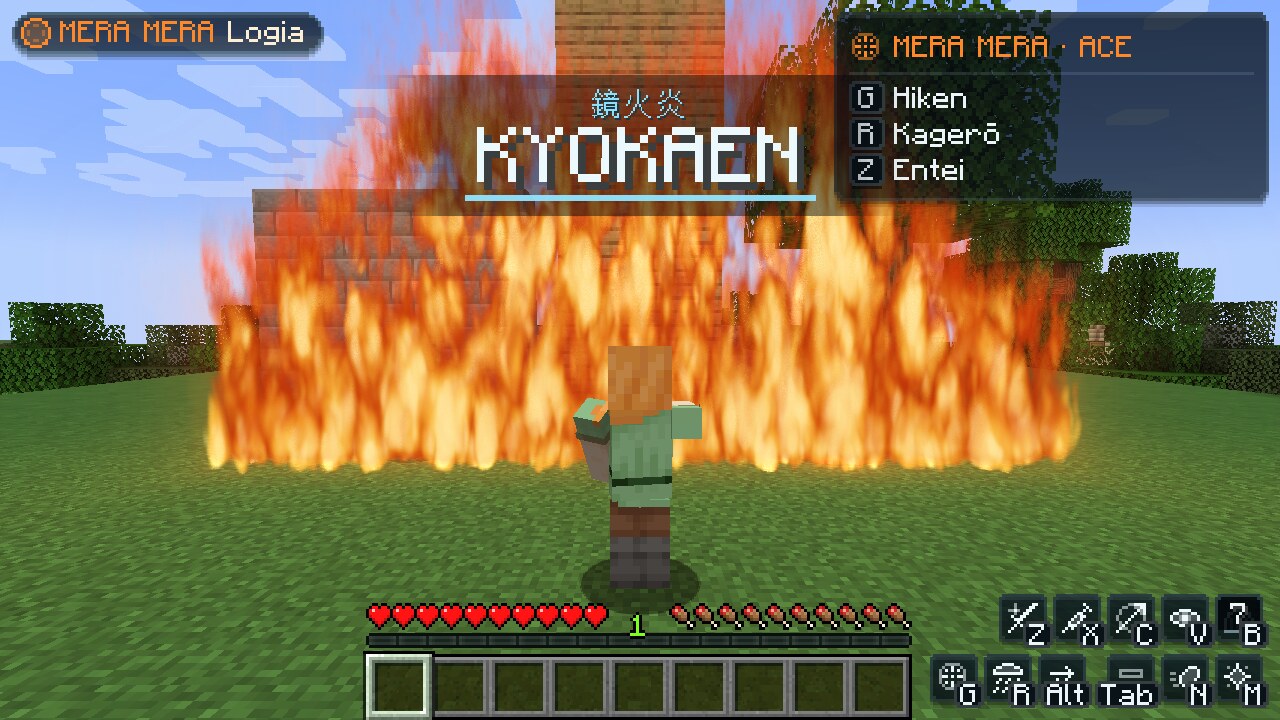 MERA MERA Logia
MERA MERA · ACE
G Hiken
R Kagerō
Z Entei
鏡火炎
KYOKAEN
1
Z X C V ? B
G R Alt Tab N M